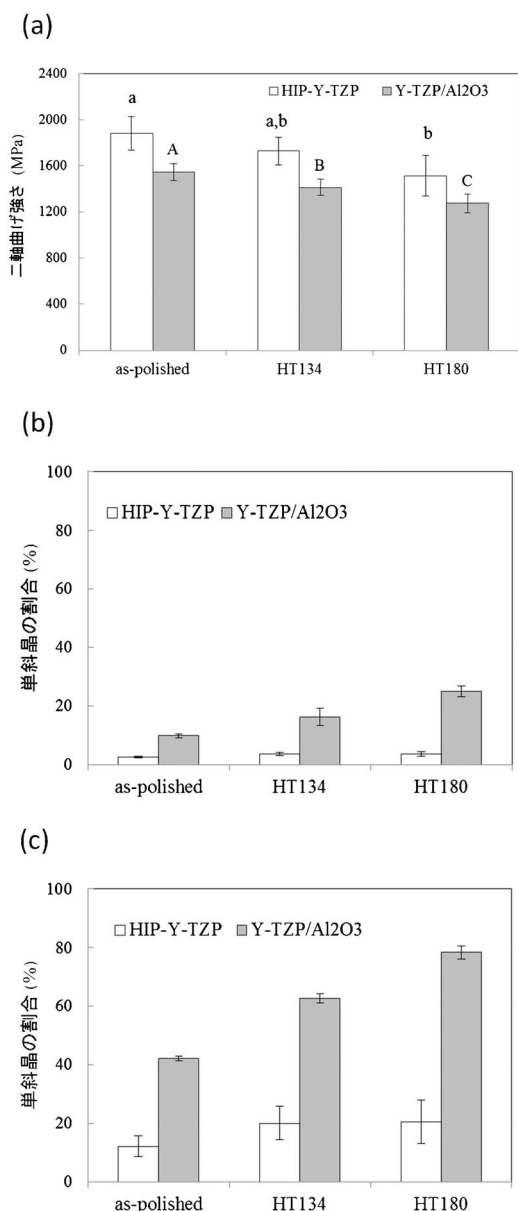 (a)
2400
2000
1600
1200
800
400
0
二軸曲げ強さ (MPa)
HIP-Y-TZP Y-TZP/Al2O3
a
A
a,b
B
b
C
as-polished HT134 HT180
(b)
100
80
60
40
20
0
単斜晶の割合 (%)
HIP-Y-TZP Y-TZP/Al2O3
as-polished HT134 HT180
(c)
100
80
60
40
20
0
単斜晶の割合 (%)
HIP-Y-TZP Y-TZP/Al2O3
as-polished HT134 HT180